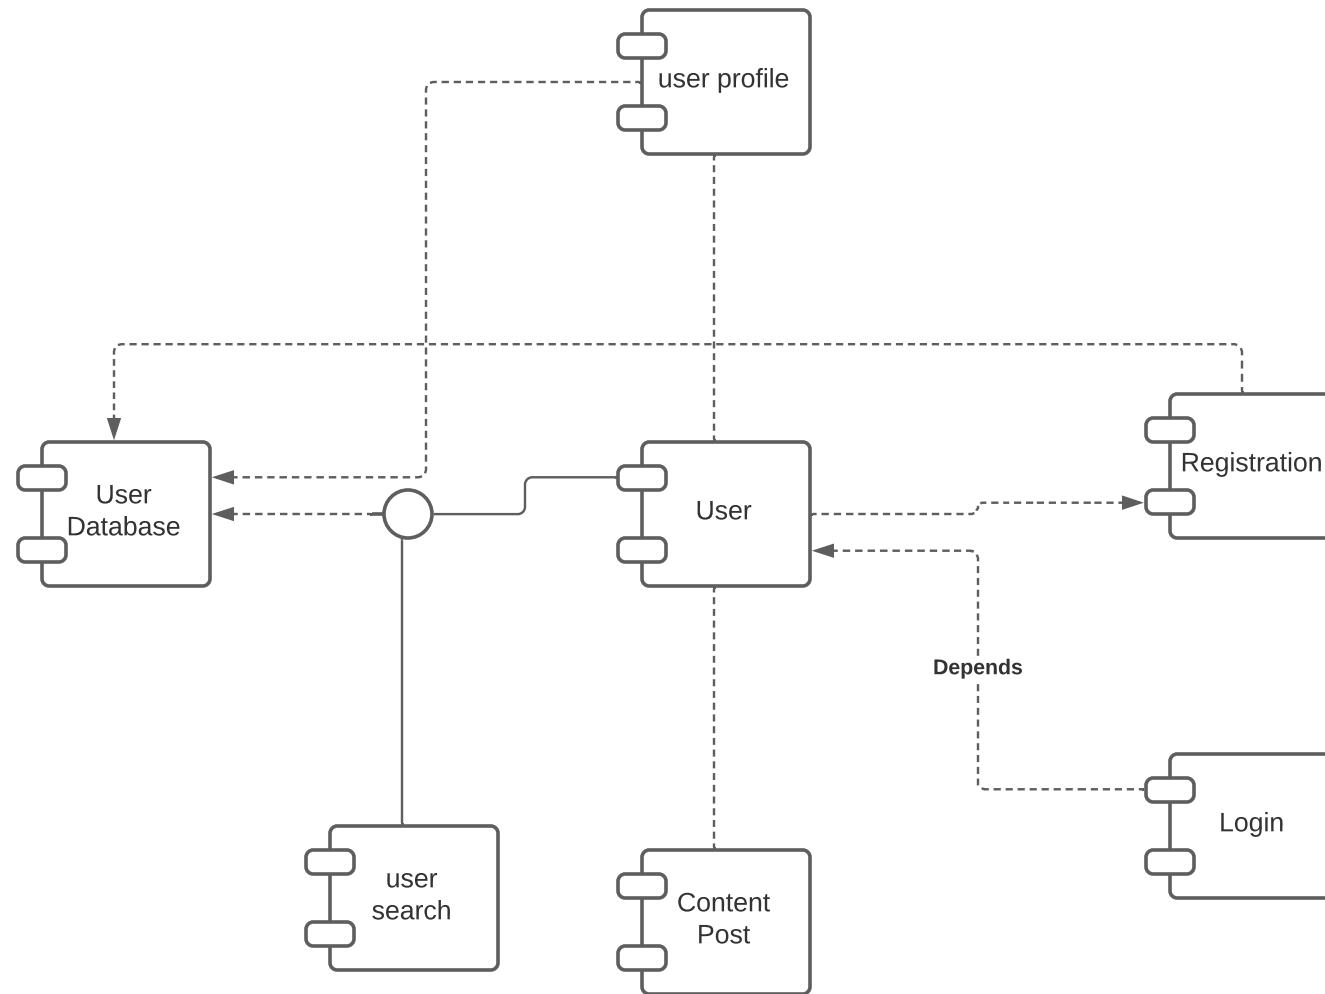 user profile
Registration
User
Database
User
Depends
Login
user
search
Content
Post